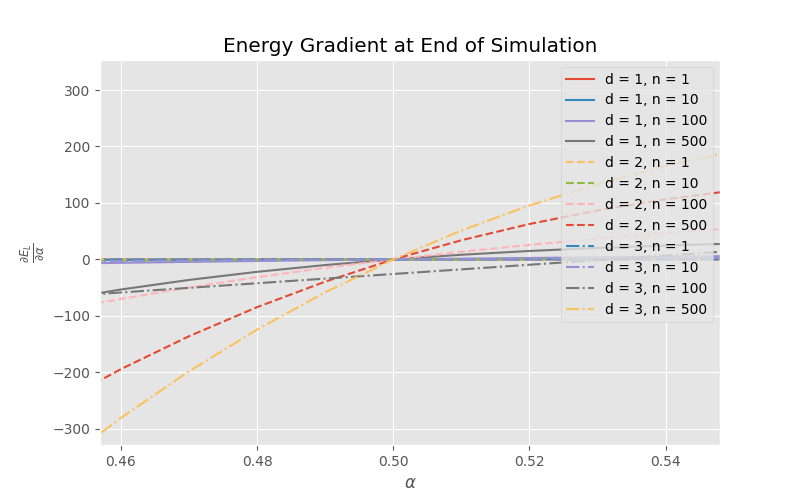 Energy Gradient at End of Simulation
300
200
100
0
−100
−200
−300
∂E_L
∂α
0.46
0.48
0.50
0.52
0.54
α
d = 1, n = 1
d = 1, n = 10
d = 1, n = 100
d = 1, n = 500
d = 2, n = 1
d = 2, n = 10
d = 2, n = 100
d = 2, n = 500
d = 3, n = 1
d = 3, n = 10
d = 3, n = 100
d = 3, n = 500